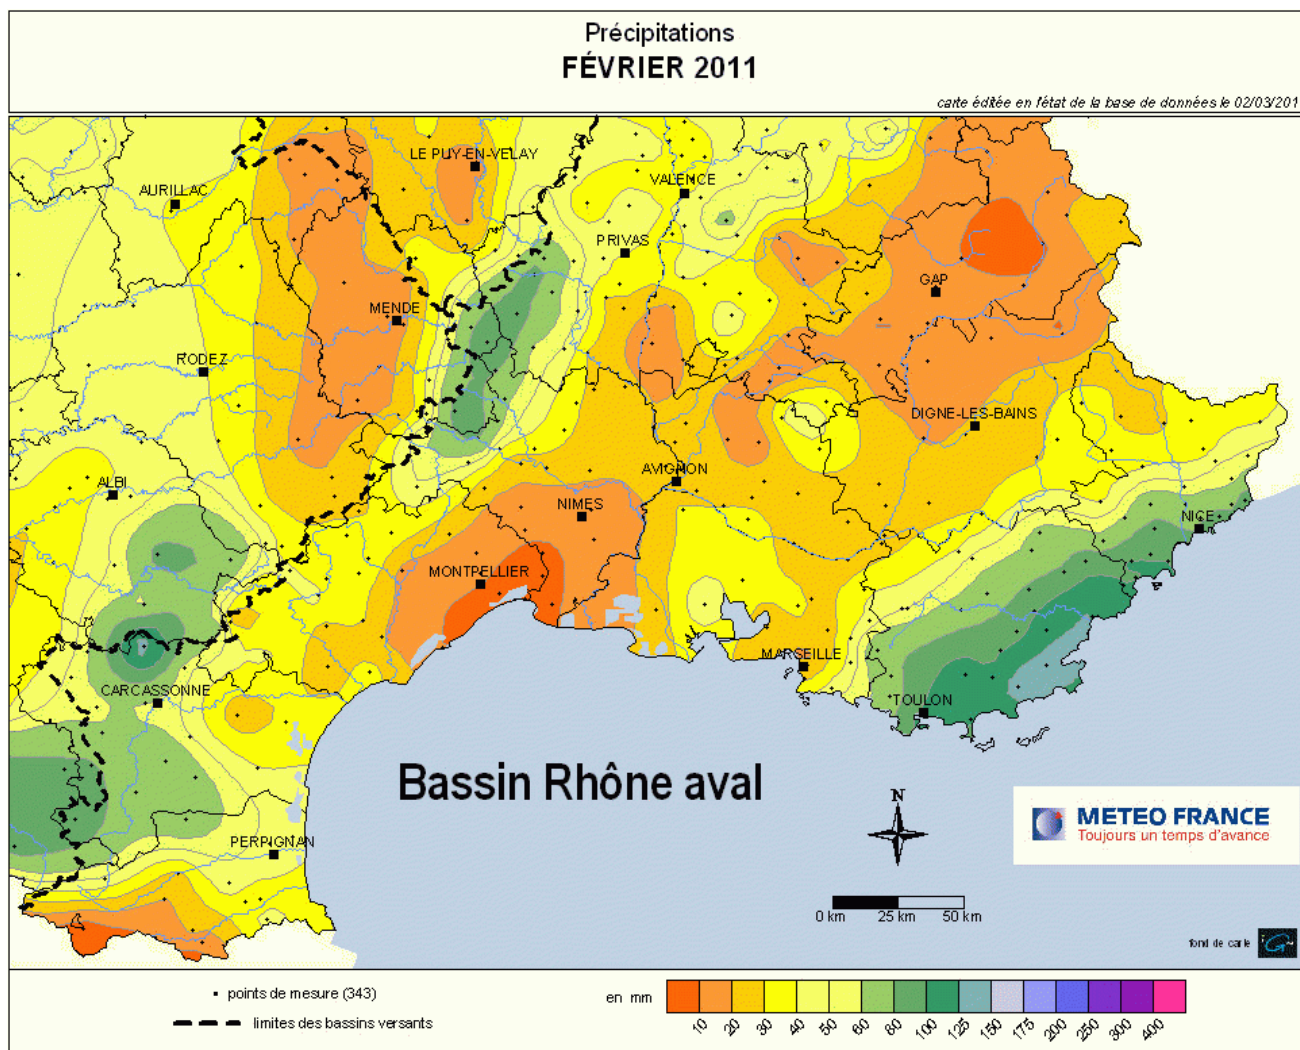 Précipitations
FÉVRIER 2011
carte éditée en l'état de la base de données le 02/03/201
LE PUY-EN-VELAY
AURILLAC
VALENCE
PRIVAS
GAP
MENDE
RODEZ
DIGNE-LES-BAINS
AVIGNON
ALBI
NIMES
NICE
MONTPELLIER
MARSEILLE
CARCASSONNE
TOULON
Bassin Rhône aval
N
METEO FRANCE
Toujours un temps d'avance
PERPIGNAN
0 km 25 km 50 km
fond de carte
points de mesure (343)
limites des bassins versants
en mm
10 20 30 40 50 60 80 100 125 150 175 200 250 300 400